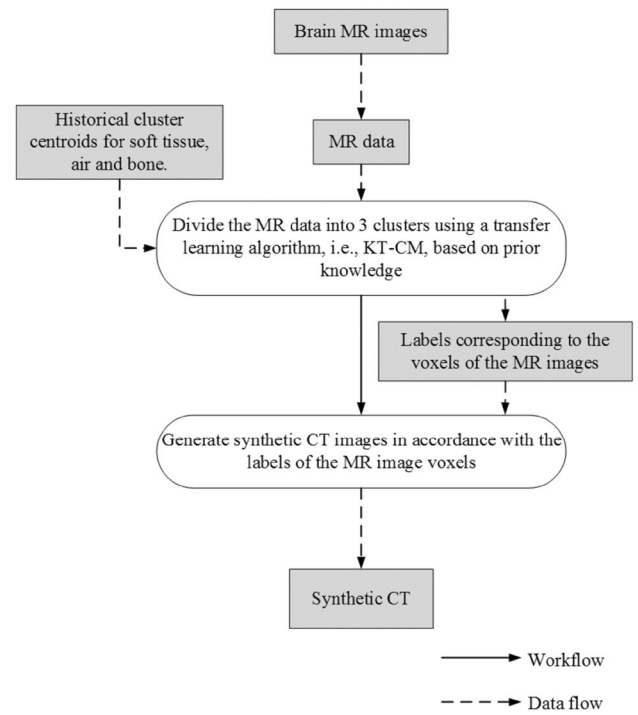 Brain MR images
Historical cluster
centroids for soft tissue,
air and bone.
MR data
Divide the MR data into 3 clusters using a transfer
learning algorithm, i.e., KT-CM, based on prior
knowledge
Labels corresponding to the
voxels of the MR images
Generate synthetic CT images in accordance with the
labels of the MR image voxels
Synthetic CT
Workflow
Data flow